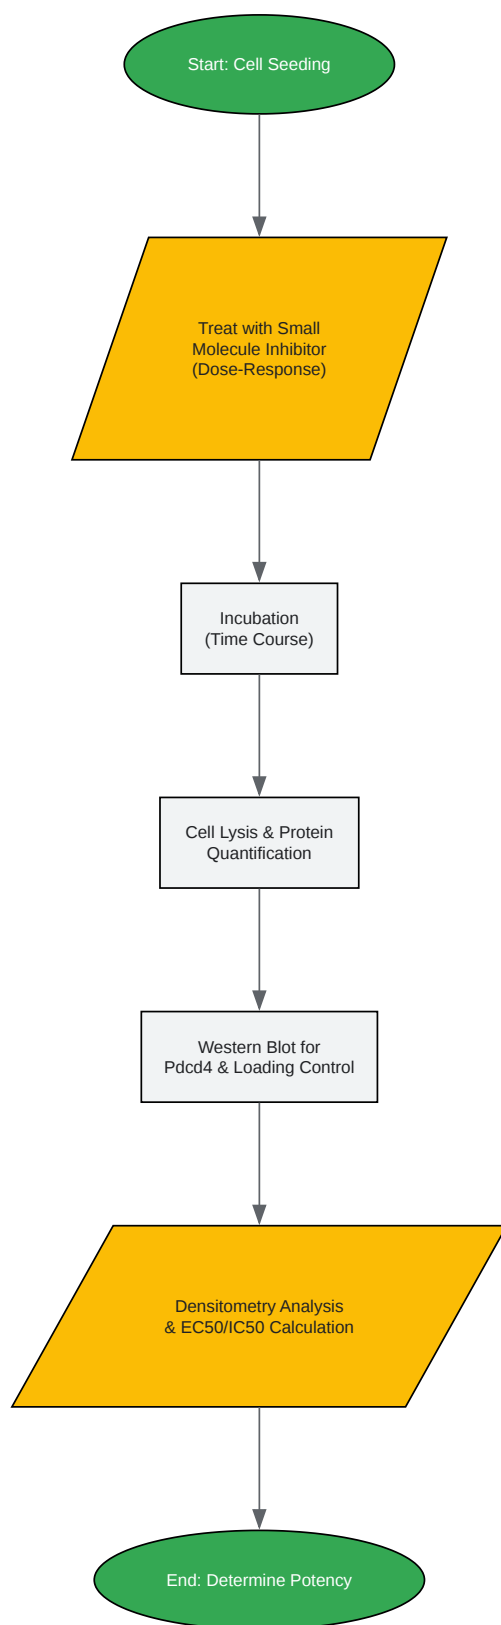 Start: Cell Seeding
Treat with Small
Molecule Inhibitor
(Dose-Response)
Incubation
(Time Course)
Cell Lysis & Protein
Quantification
Western Blot for
Pdcd4 & Loading Control
Densitometry Analysis
& EC50/IC50 Calculation
End: Determine Potency